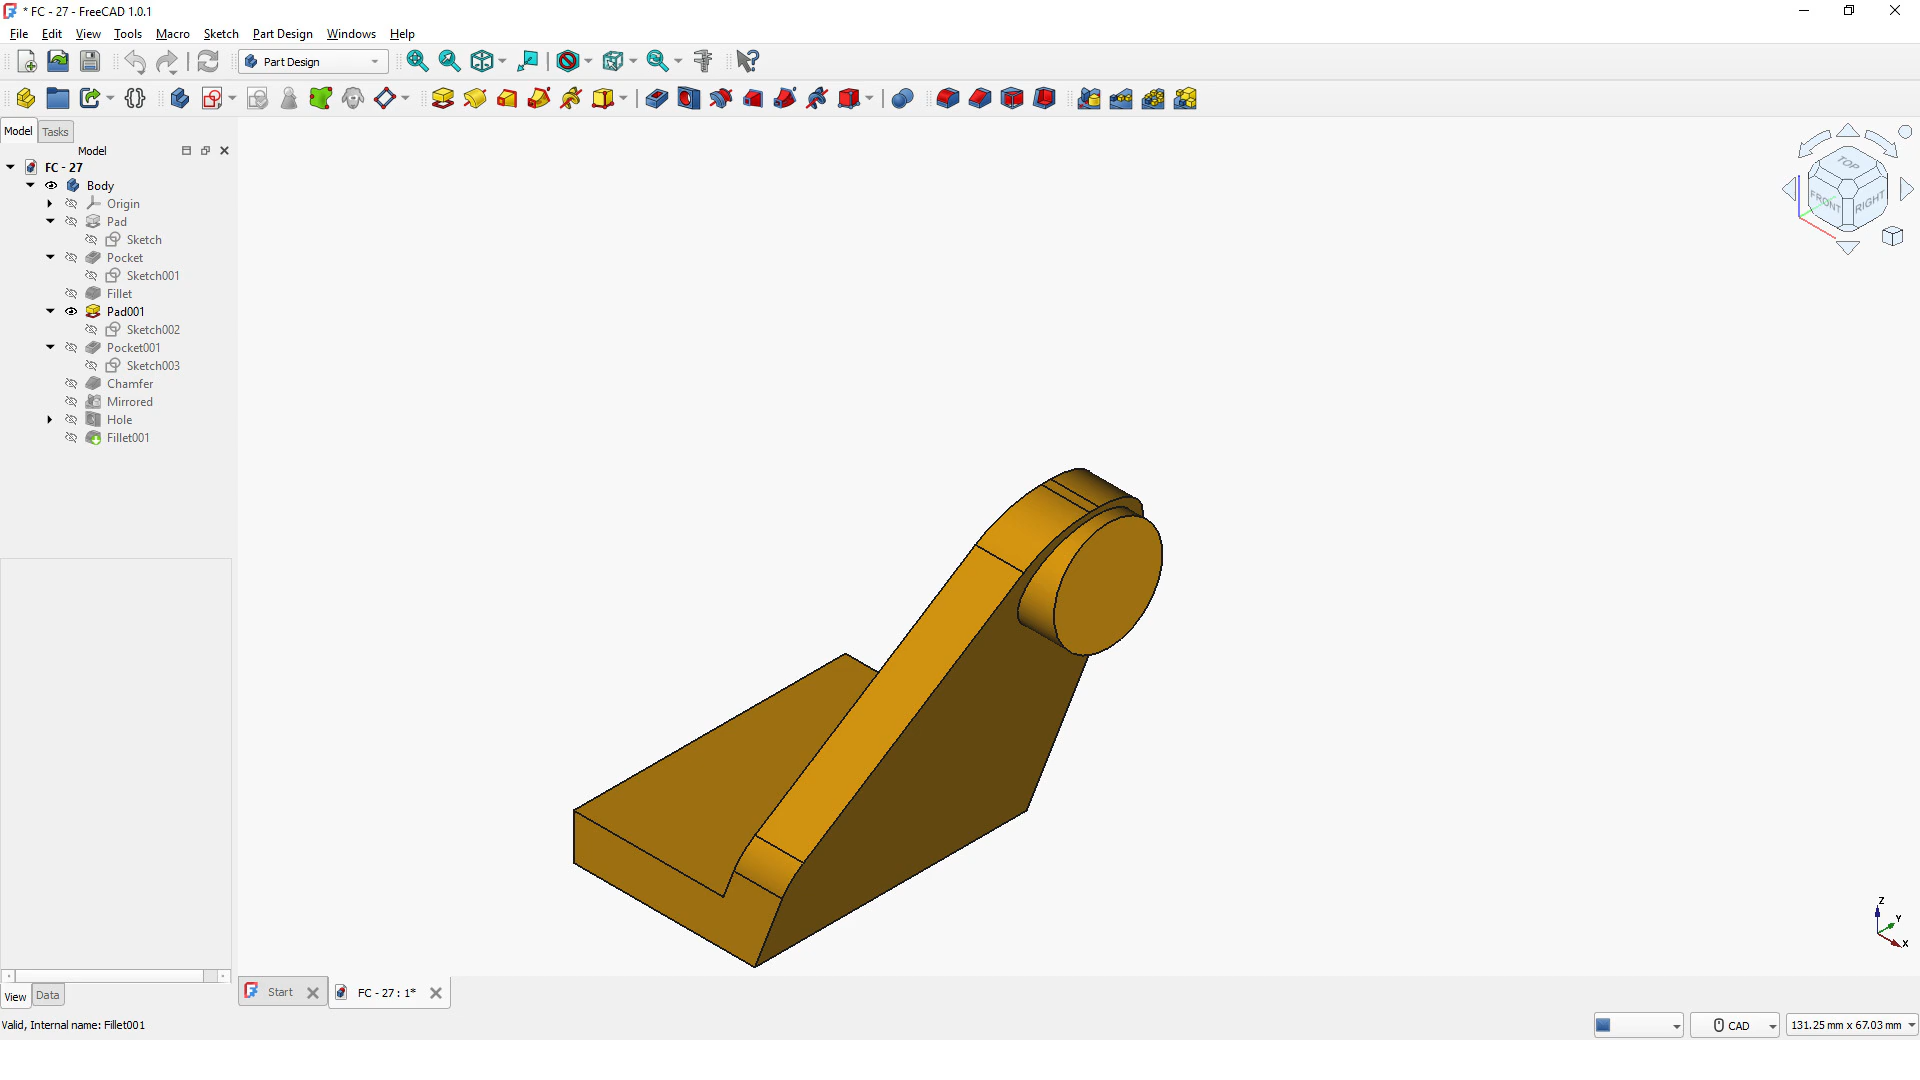 * FC - 27 - FreeCAD 1.0.1
File Edit View Tools Macro Sketch Part Design Windows Help
Part Design
Model Tasks
Model
FC - 27
Body
Origin
Pad
Sketch
Pocket
Sketch001
Fillet
Pad001
Sketch002
Pocket001
Sketch003
Chamfer
Mirrored
Hole
Fillet001
TOP
FRONT RIGHT
Z
Y
X
View Data
Start
FC - 27 : 1*
Valid, Internal name: Fillet001
CAD
131.25 mm x 67.03 mm